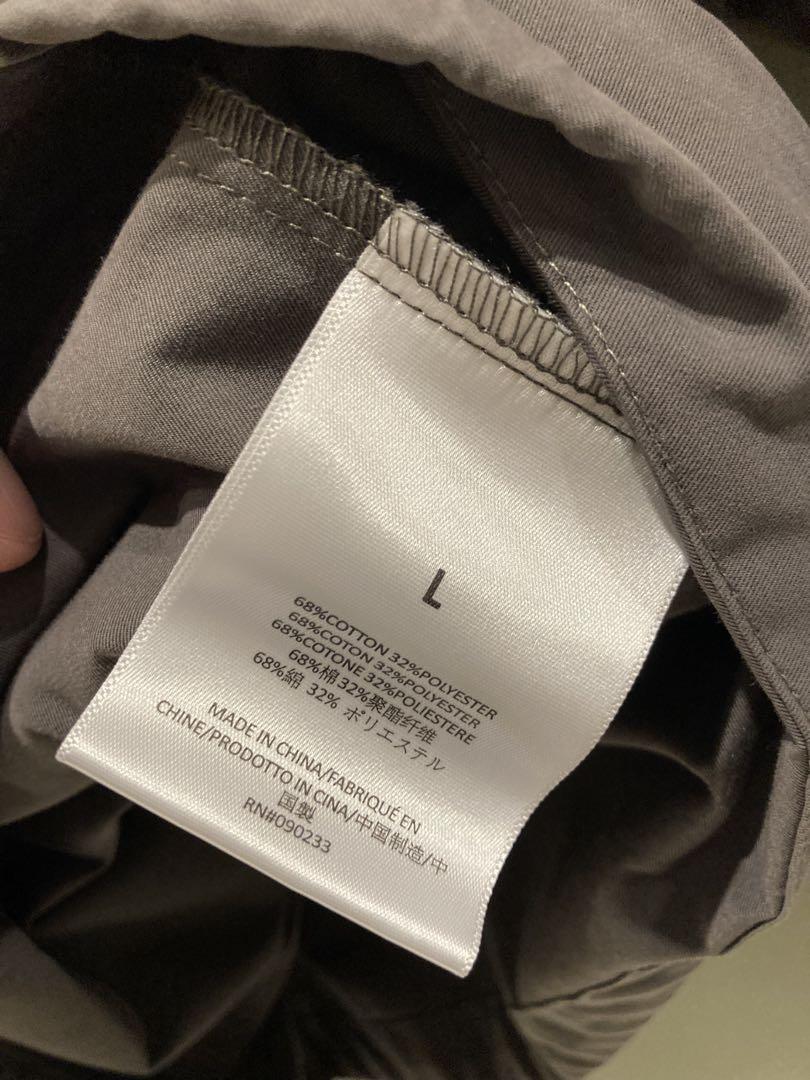 L
68%COTTON 32%POLYESTER
68%COTON 32%POLYESTER
68%COTONE 32%POLIESTERE
68%棉32%聚酯纤维
68%綿 32% ポリエステル
MADE IN CHINA/FABRIQUÉ EN
CHINE/PRODOTTO IN CINA/中国制造/中
国製
RN#090233